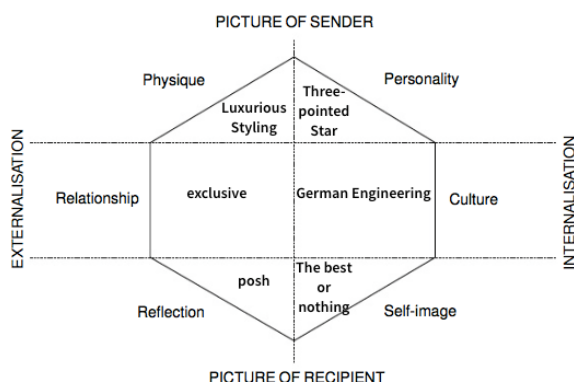 PICTURE OF SENDER
Physique
Personality
Luxurious
Styling
Three-
pointed
Star
EXTERNALISATION
Relationship
exclusive
German Engineering
Culture
INTERNALISATION
posh
The best
or
nothing
Reflection
Self-image
PICTURE OF RECIPIENT